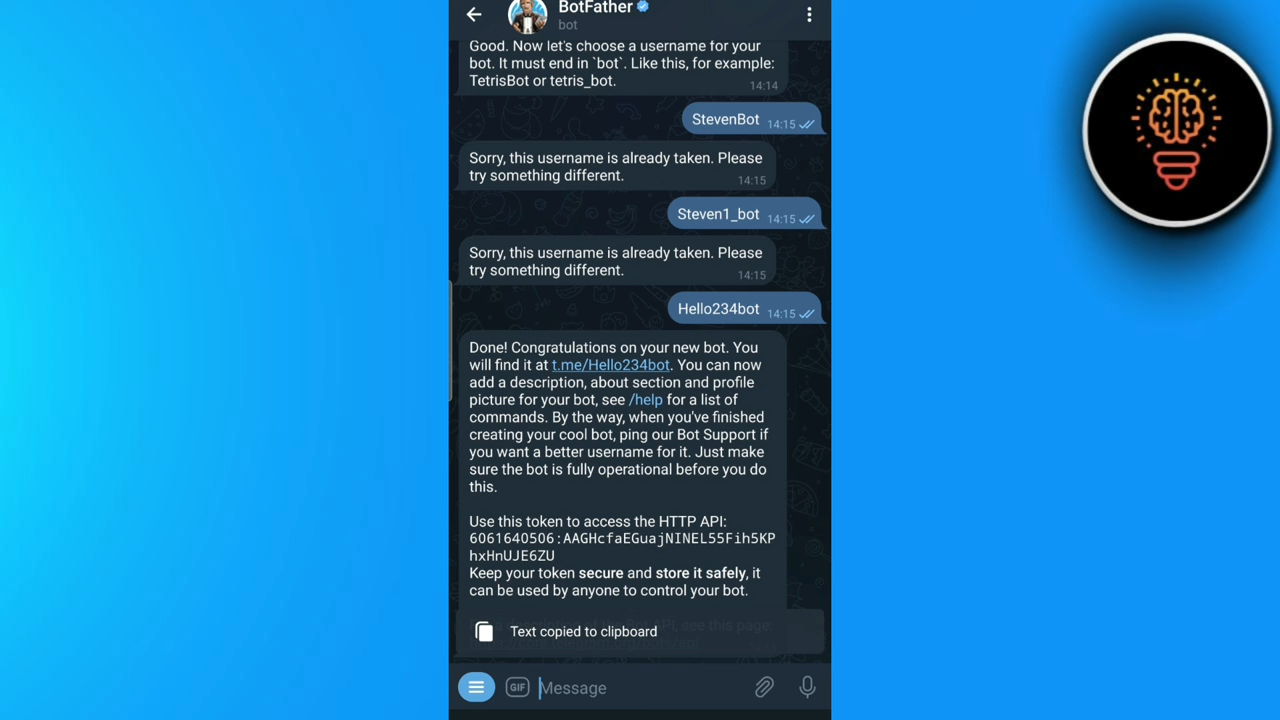 BotFather
bot
Good. Now let's choose a username for your
bot. It must end in `bot`. Like this, for example:
TetrisBot or tetris_bot.
14:14
StevenBot 14:15
Sorry, this username is already taken. Please
try something different.
14:15
Steven1_bot 14:15
Sorry, this username is already taken. Please
try something different.
14:15
Hello234bot 14:15
Done! Congratulations on your new bot. You
will find it at t.me/Hello234bot. You can now
add a description, about section and profile
picture for your bot, see /help for a list of
commands. By the way, when you've finished
creating your cool bot, ping our Bot Support if
you want a better username for it. Just make
sure the bot is fully operational before you do
this.
Use this token to access the HTTP API:
6061640506:AAGHcfaEGuajNINEL55Fih5KP
hxHnUJE6ZU
Keep your token secure and store it safely, it
can be used by anyone to control your bot.
Text copied to clipboard
GIF Message